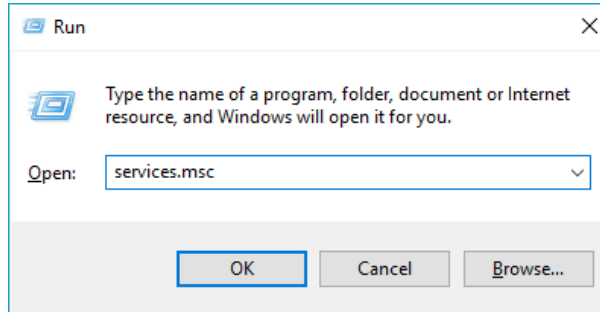 Run
Type the name of a program, folder, document or Internet
resource, and Windows will open it for you.
Open: services.msc
OK Cancel Browse...